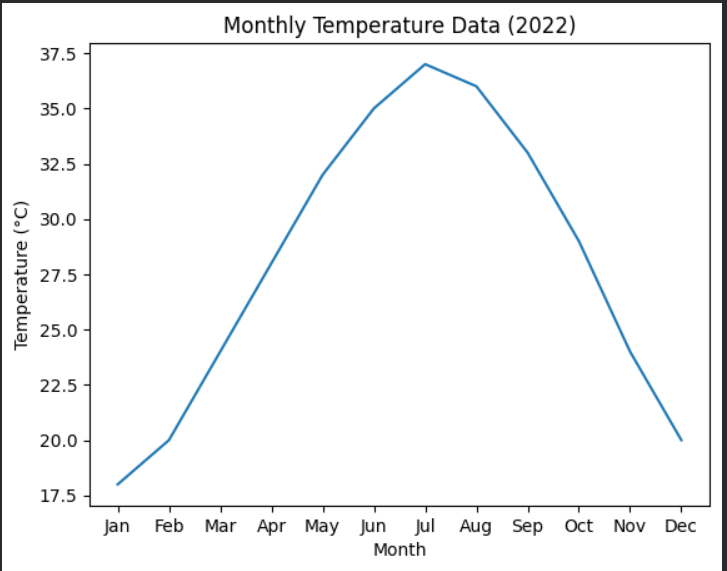 Monthly Temperature Data (2022)
37.5
35.0
32.5
30.0
27.5
25.0
22.5
20.0
17.5
Temperature (°C)
Jan Feb Mar Apr May Jun Jul Aug Sep Oct Nov Dec
Month